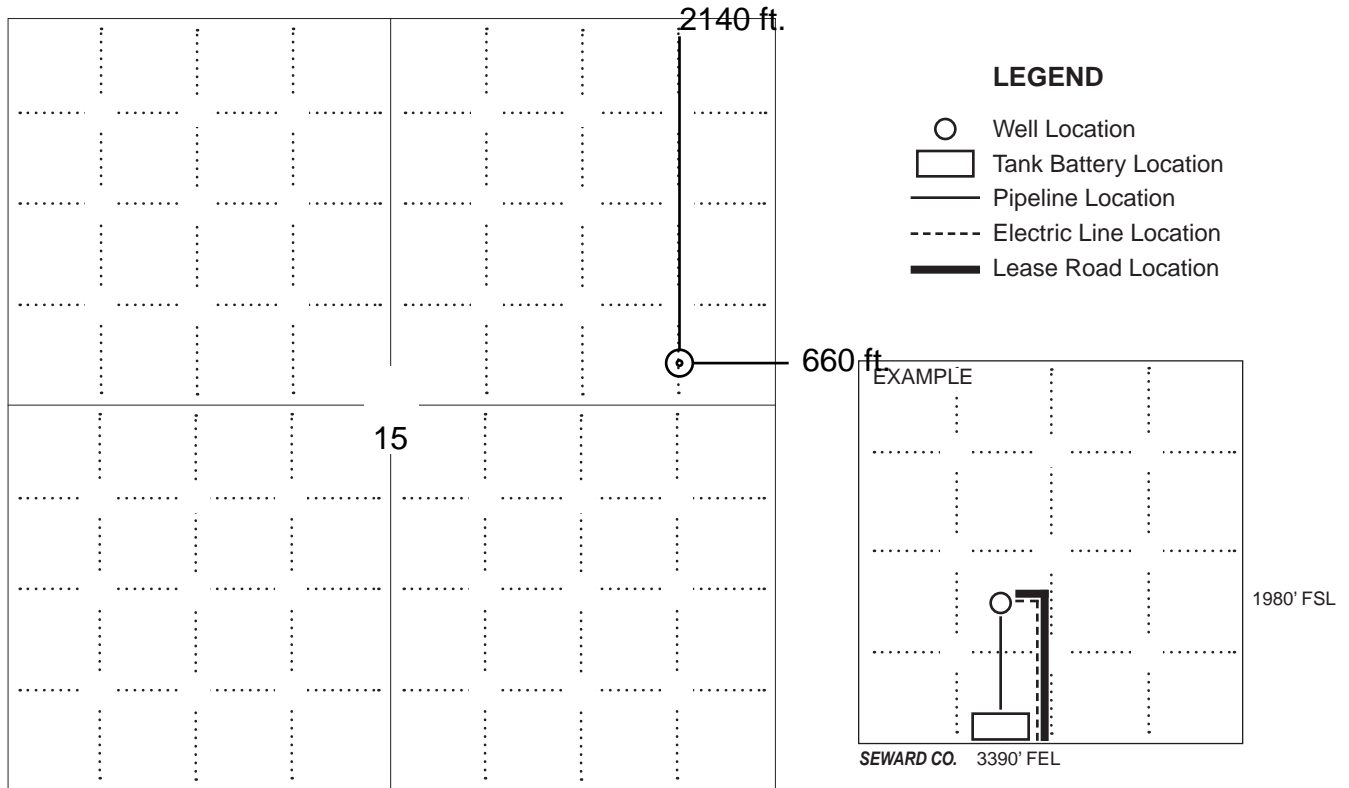 2140 ft.
LEGEND
Well Location
Tank Battery Location
Pipeline Location
Electric Line Location
Lease Road Location
660 ft.
EXAMPLE
15
1980' FSL
SEWARD CO. 3390' FEL